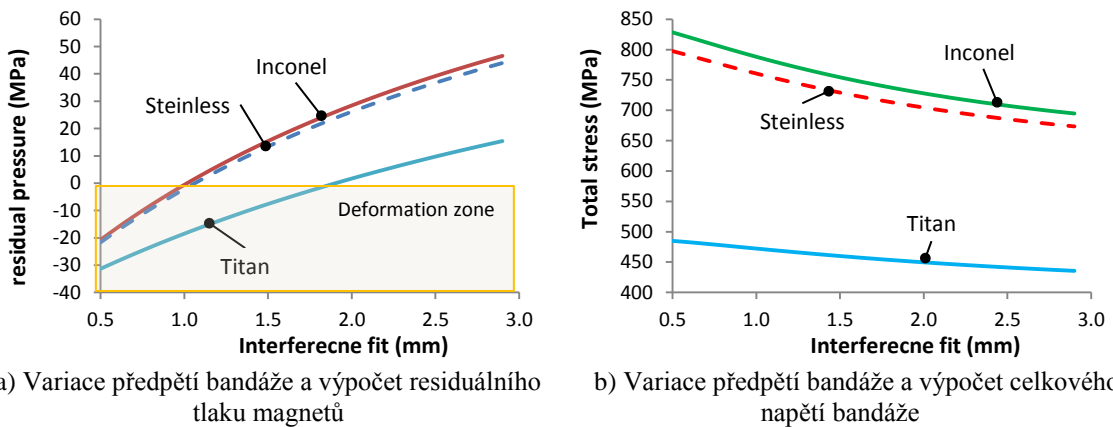 residual pressure (MPa)
60
50
40
30
20
10
0
-10
-20
-30
-40
Inconel
Steinless
Deformation zone
Titan
0.5 1.0 1.5 2.0 2.5 3.0
Interferecne fit (mm)
a) Variace předpětí bandáže a výpočet residuálního
tlaku magnetů
Total stress (MPa)
850
800
750
700
650
600
550
500
450
400
Inconel
Steinless
Titan
0.5 1.0 1.5 2.0 2.5 3.0
Interferecne fit (mm)
b) Variace předpětí bandáže a výpočet celkového
napětí bandáže